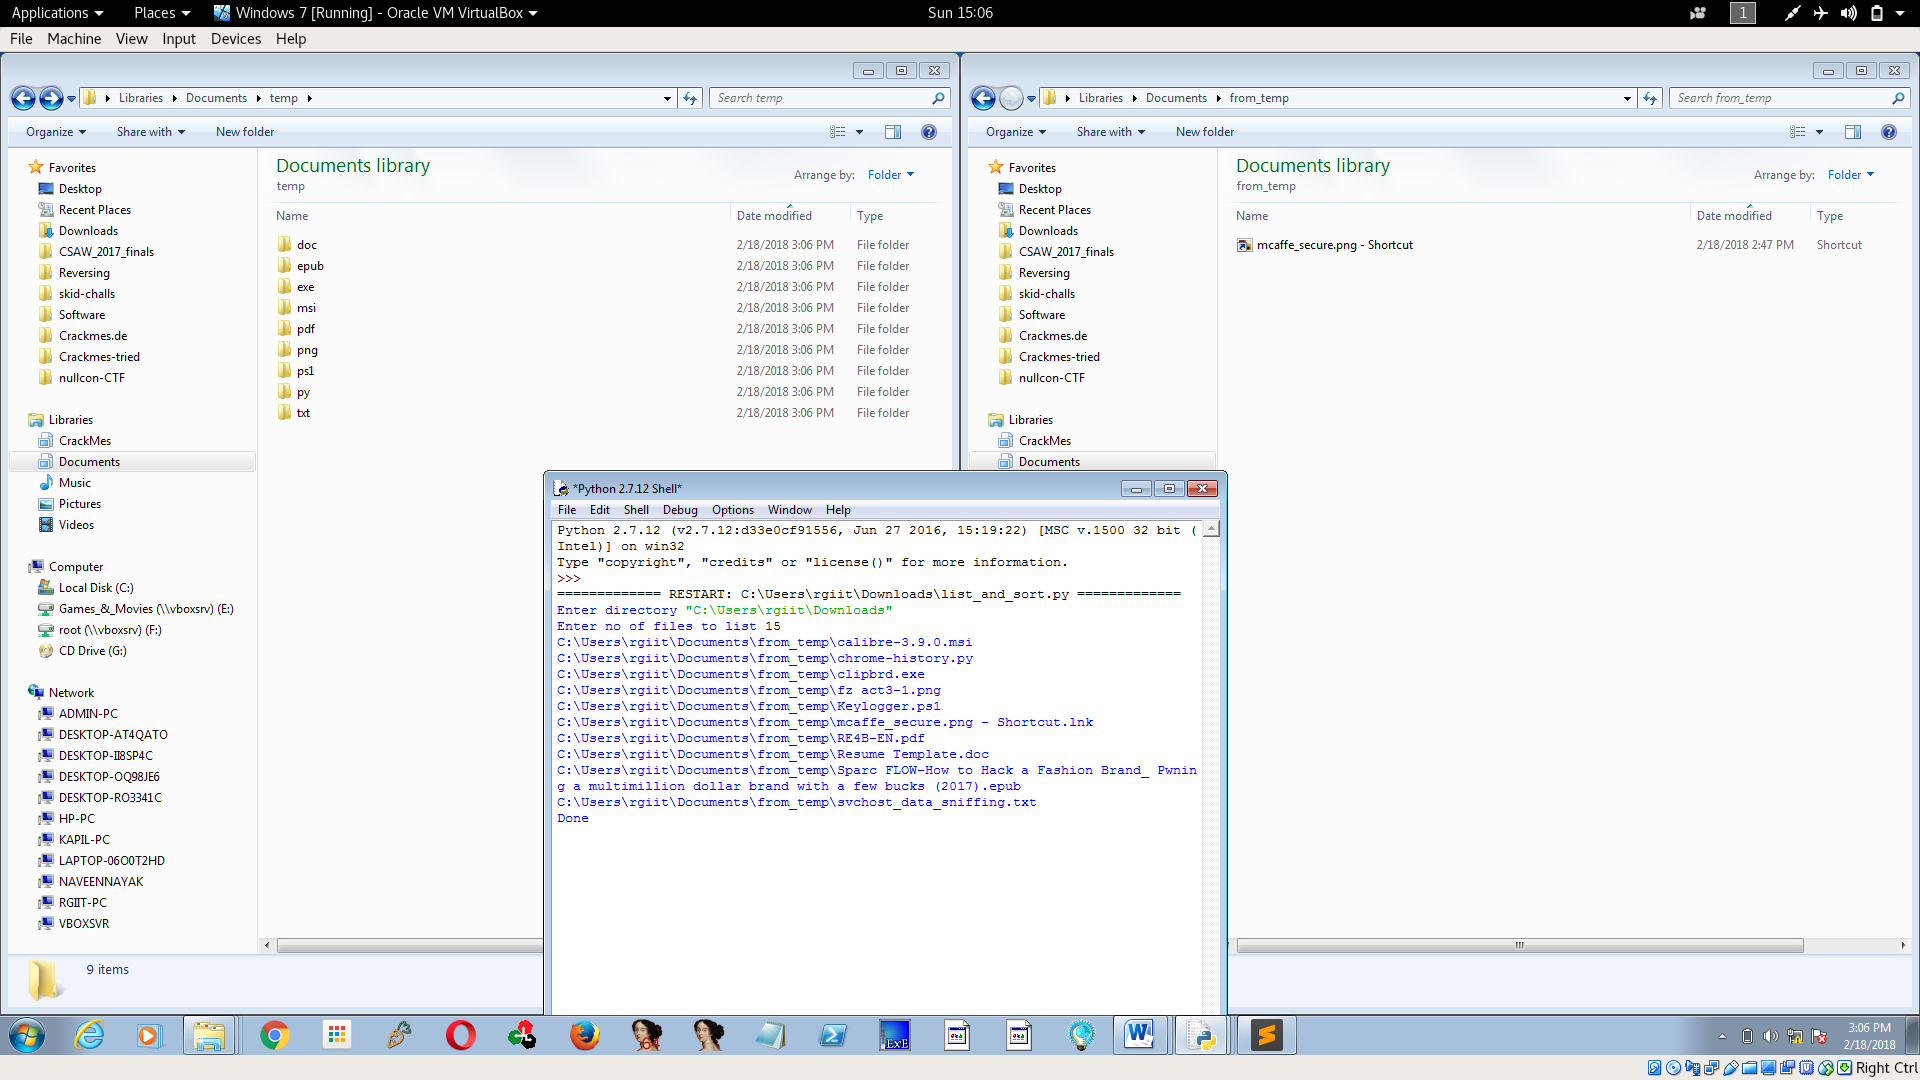 Applications Places Windows 7 [Running] - Oracle VM VirtualBox Sun 15:06 1
File Machine View Input Devices Help
Libraries Documents temp Search temp
Organize Share with New folder
Favorites
Desktop
Recent Places
Downloads
CSAW_2017_finals
Reversing
skid-challs
Software
Crackmes.de
Crackmes-tried
nullcon-CTF
Libraries
CrackMes
Documents
Music
Pictures
Videos
Computer
Local Disk (C:)
Games_&_Movies (\\vboxsrv) (E:)
root (\\vboxsrv) (F:)
CD Drive (G:)
Network
ADMIN-PC
DESKTOP-AT4QATO
DESKTOP-II8SP4C
DESKTOP-OQ98JE6
DESKTOP-RO3341C
HP-PC
KAPIL-PC
LAPTOP-06O0T2HD
NAVEENNAYAK
RGIIT-PC
VBOXSVR
Documents library
temp
Arrange by: Folder
Name Date modified Type
doc 2/18/2018 3:06 PM File folder
epub 2/18/2018 3:06 PM File folder
exe 2/18/2018 3:06 PM File folder
msi 2/18/2018 3:06 PM File folder
pdf 2/18/2018 3:06 PM File folder
png 2/18/2018 3:06 PM File folder
ps1 2/18/2018 3:06 PM File folder
py 2/18/2018 3:06 PM File folder
txt 2/18/2018 3:06 PM File folder
9 items
Libraries Documents from_temp Search from_temp
Organize Share with New folder
Favorites
Desktop
Recent Places
Downloads
CSAW_2017_finals
Reversing
skid-challs
Software
Crackmes.de
Crackmes-tried
nullcon-CTF
Libraries
CrackMes
Documents
Documents library
from_temp
Arrange by: Folder
Name Date modified Type
mcaffe_secure.png - Shortcut 2/18/2018 2:47 PM Shortcut
*Python 2.7.12 Shell*
File Edit Shell Debug Options Window Help
Python 2.7.12 (v2.7.12:d33e0cf91556, Jun 27 2016, 15:19:22) [MSC v.1500 32 bit (
Intel)] on win32
Type "copyright", "credits" or "license()" for more information.
>>>
============= RESTART: C:\Users\rgiit\Downloads\list_and_sort.py =============
Enter directory "C:\Users\rgiit\Downloads"
Enter no of files to list 15
C:\Users\rgiit\Documents\from_temp\calibre-3.9.0.msi
C:\Users\rgiit\Documents\from_temp\chrome-history.py
C:\Users\rgiit\Documents\from_temp\clipbrd.exe
C:\Users\rgiit\Documents\from_temp\fz act3-1.png
C:\Users\rgiit\Documents\from_temp\Keylogger.ps1
C:\Users\rgiit\Documents\from_temp\mcaffe_secure.png - Shortcut.lnk
C:\Users\rgiit\Documents\from_temp\RE4B-EN.pdf
C:\Users\rgiit\Documents\from_temp\Resume Template.doc
C:\Users\rgiit\Documents\from_temp\Sparc FLOW-How to Hack a Fashion Brand_ Pwnin
g a multimillion dollar brand with a few bucks (2017).epub
C:\Users\rgiit\Documents\from_temp\svchost_data_sniffing.txt
Done
64
ExE
3:06 PM
2/18/2018
Right Ctrl